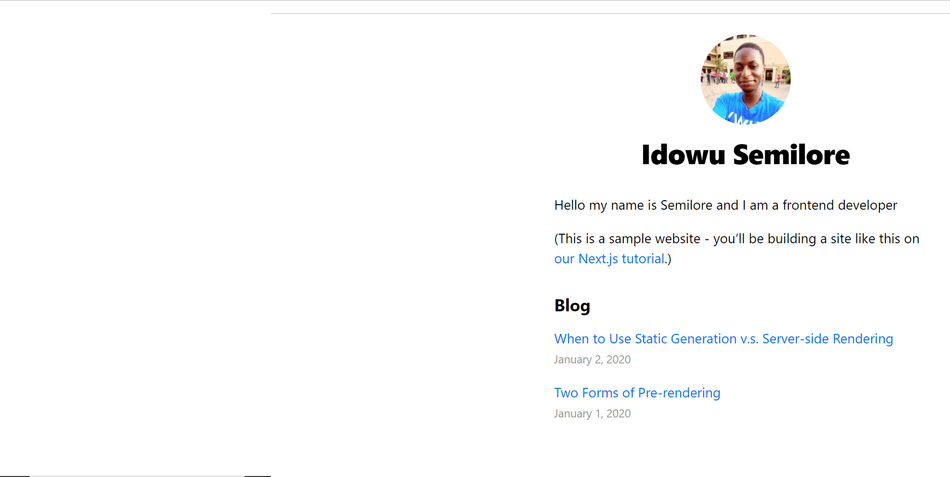 Idowu Semilore
Hello my name is Semilore and I am a frontend developer
(This is a sample website - you’ll be building a site like this on
our Next.js tutorial.)
Blog
When to Use Static Generation v.s. Server-side Rendering
January 2, 2020
Two Forms of Pre-rendering
January 1, 2020